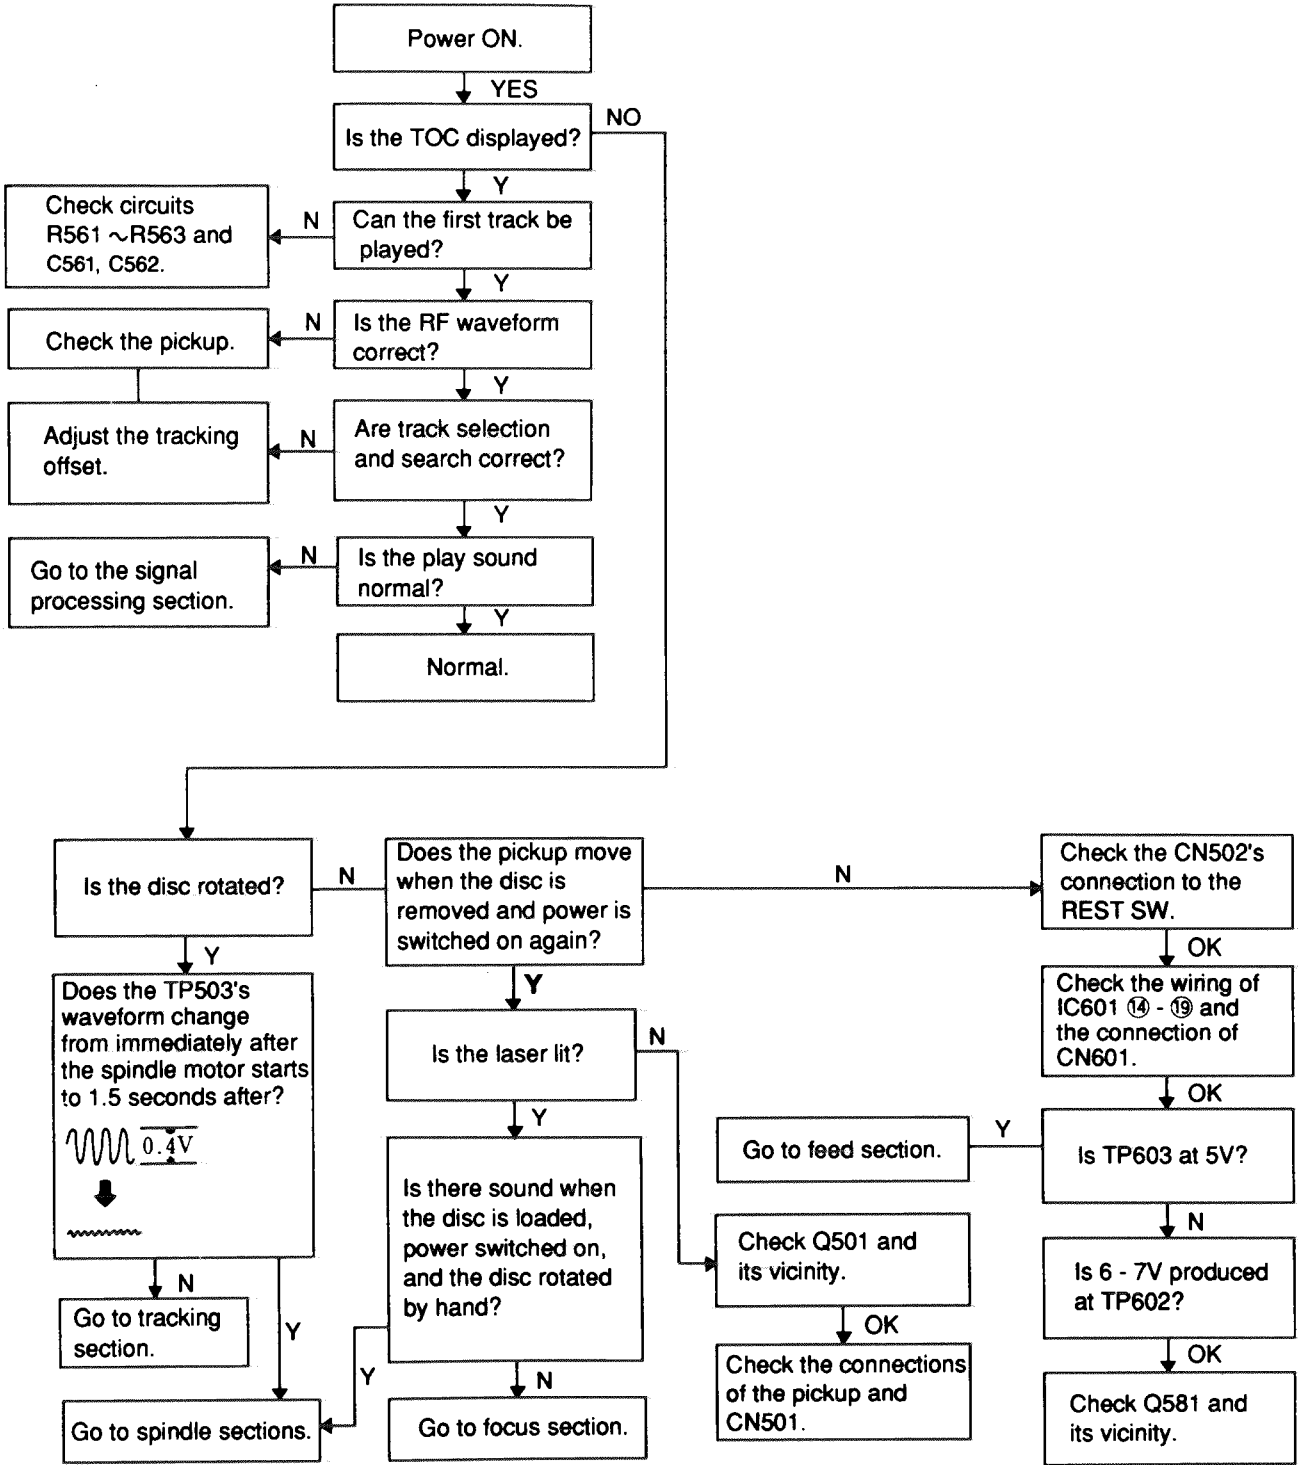 Power ON.
YES
Is the TOC displayed?
NO
Y
Check circuits
R561 ~R563 and
C561, C562.
N
Can the first track be
played?
Y
Check the pickup.
N
Is the RF waveform
correct?
Y
Adjust the tracking
offset.
N
Are track selection
and search correct?
Y
Go to the signal
processing section.
N
Is the play sound
normal?
Y
Normal.
Is the disc rotated?
N
Does the pickup move
when the disc is
removed and power is
switched on again?
N
Check the CN502's
connection to the
REST SW.
Y
Y
OK
Does the TP503's
waveform change
from immediately after
the spindle motor starts
to 1.5 seconds after?
0.4V
Is the laser lit?
N
Check the wiring of
IC601 ⑭ - ⑲ and
the connection of
CN601.
Y
OK
Is there sound when
the disc is loaded,
power switched on,
and the disc rotated
by hand?
Go to feed section.
Y
Is TP603 at 5V?
N
Check Q501 and
its vicinity.
Is 6 - 7V produced
at TP602?
N
Go to tracking
section.
Y
Y
N
OK
OK
Go to spindle sections.
Go to focus section.
Check the connections
of the pickup and
CN501.
Check Q581 and
its vicinity.